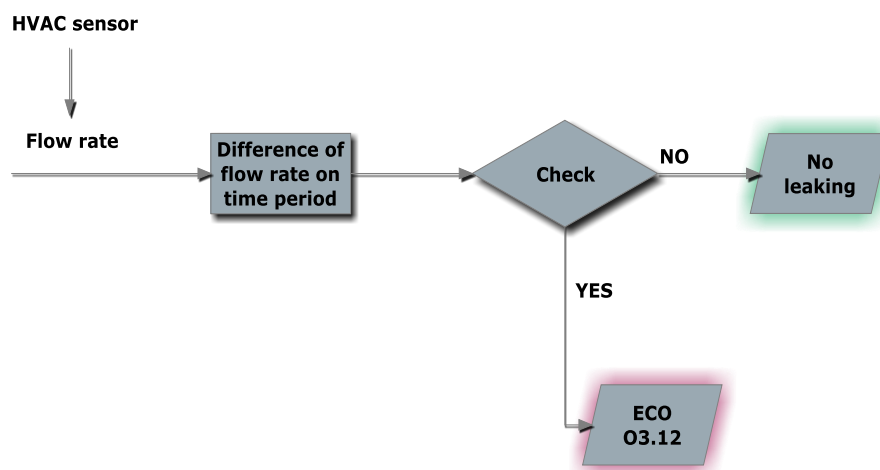 HVAC sensor
Flow rate
Difference of
flow rate on
time period
Check
NO
No
leaking
YES
ECO
O3.12